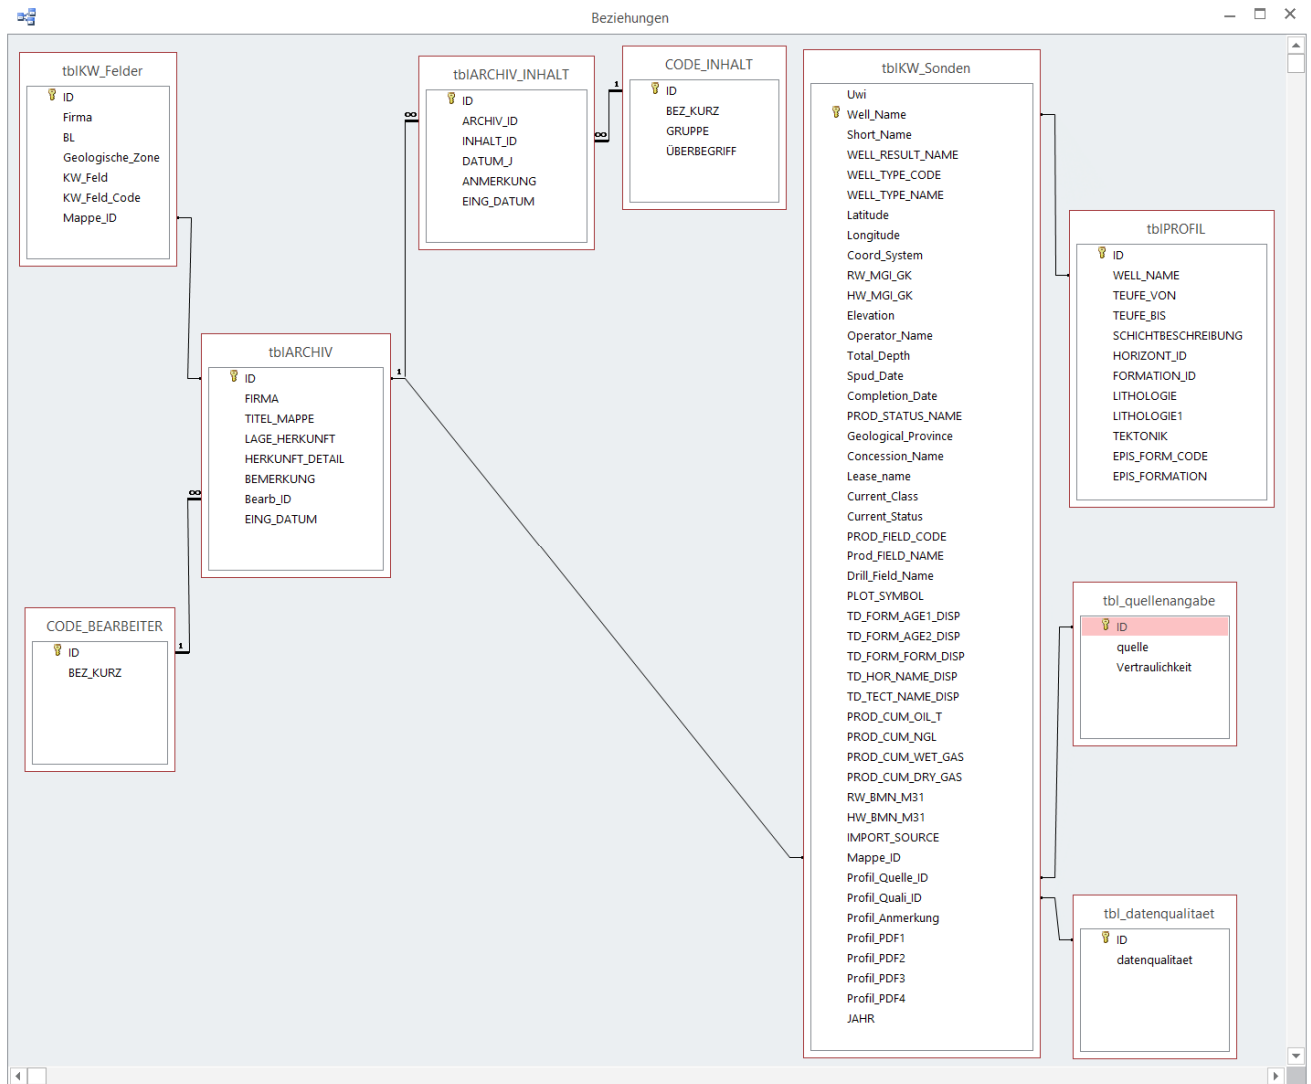 Beziehungen
tblKW_Felder
ID
Firma
BL
Geologische_Zone
KW_Feld
KW_Feld_Code
Mappe_ID
tblARCHIV_INHALT
ID
ARCHIV_ID
INHALT_ID
DATUM_J
ANMERKUNG
EING_DATUM
∞
1
∞
CODE_INHALT
ID
BEZ_KURZ
GRUPPE
ÜBERBEGRIFF
tblARCHIV
ID
FIRMA
TITEL_MAPPE
LAGE_HERKUNFT
HERKUNFT_DETAIL
BEMERKUNG
Bearb_ID
EING_DATUM
1
∞
CODE_BEARBEITER
ID
BEZ_KURZ
1
tblKW_Sonden
Uwi
Well_Name
Short_Name
WELL_RESULT_NAME
WELL_TYPE_CODE
WELL_TYPE_NAME
Latitude
Longitude
Coord_System
RW_MGI_GK
HW_MGI_GK
Elevation
Operator_Name
Total_Depth
Spud_Date
Completion_Date
PROD_STATUS_NAME
Geological_Province
Concession_Name
Lease_name
Current_Class
Current_Status
PROD_FIELD_CODE
Prod_FIELD_NAME
Drill_Field_Name
PLOT_SYMBOL
TD_FORM_AGE1_DISP
TD_FORM_AGE2_DISP
TD_FORM_FORM_DISP
TD_HOR_NAME_DISP
TD_TECT_NAME_DISP
PROD_CUM_OIL_T
PROD_CUM_NGL
PROD_CUM_WET_GAS
PROD_CUM_DRY_GAS
RW_BMN_M31
HW_BMN_M31
IMPORT_SOURCE
Mappe_ID
Profil_Quelle_ID
Profil_Quali_ID
Profil_Anmerkung
Profil_PDF1
Profil_PDF2
Profil_PDF3
Profil_PDF4
JAHR
tblPROFIL
ID
WELL_NAME
TEUFE_VON
TEUFE_BIS
SCHICHTBESCHREIBUNG
HORIZONT_ID
FORMATION_ID
LITHOLOGIE
LITHOLOGIE1
TEKTONIK
EPIS_FORM_CODE
EPIS_FORMATION
tbl_quellenangabe
ID
quelle
Vertraulichkeit
tbl_datenqualitaet
ID
datenqualitaet